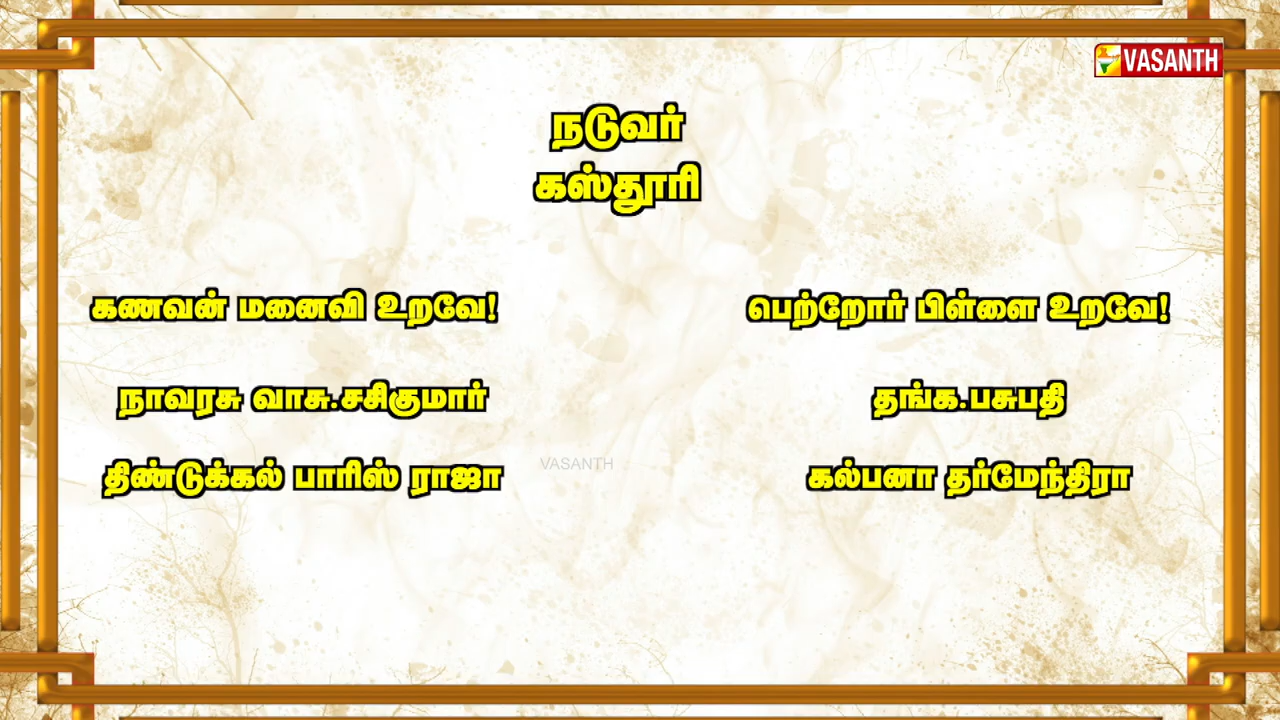 VASANTH
நடுவர்
கஸ்தூரி
கணவன் மனைவி உறவே!
பெற்றோர் பிள்ளை உறவே!
நாவரசு வாசு.சசிகுமார்
தங்க.பசுபதி
திண்டுக்கல் பாரிஸ் ராஜா
கல்பனா தர்மேந்திரா
VASANTH